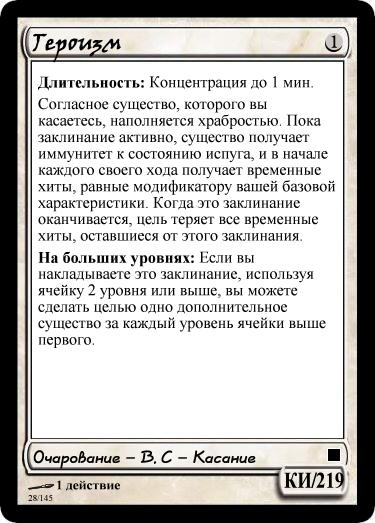 Героизм 1
Длительность: Концентрация до 1 мин.
Согласное существо, которого вы
касаетесь, наполняется храбростью. Пока
заклинание активно, существо получает
иммунитет к состоянию испуга, и в начале
каждого своего хода получает временные
хиты, равные модификатору вашей базовой
характеристики. Когда это заклинание
оканчивается, цель теряет все временные
хиты, оставшиеся от этого заклинания.
На больших уровнях: Если вы
накладываете это заклинание, используя
ячейку 2 уровня или выше, вы можете
сделать целью одно дополнительное
существо за каждый уровень ячейки выше
первого.
Очарование – В, С – Касание
1 действие
КИ/219
28/145